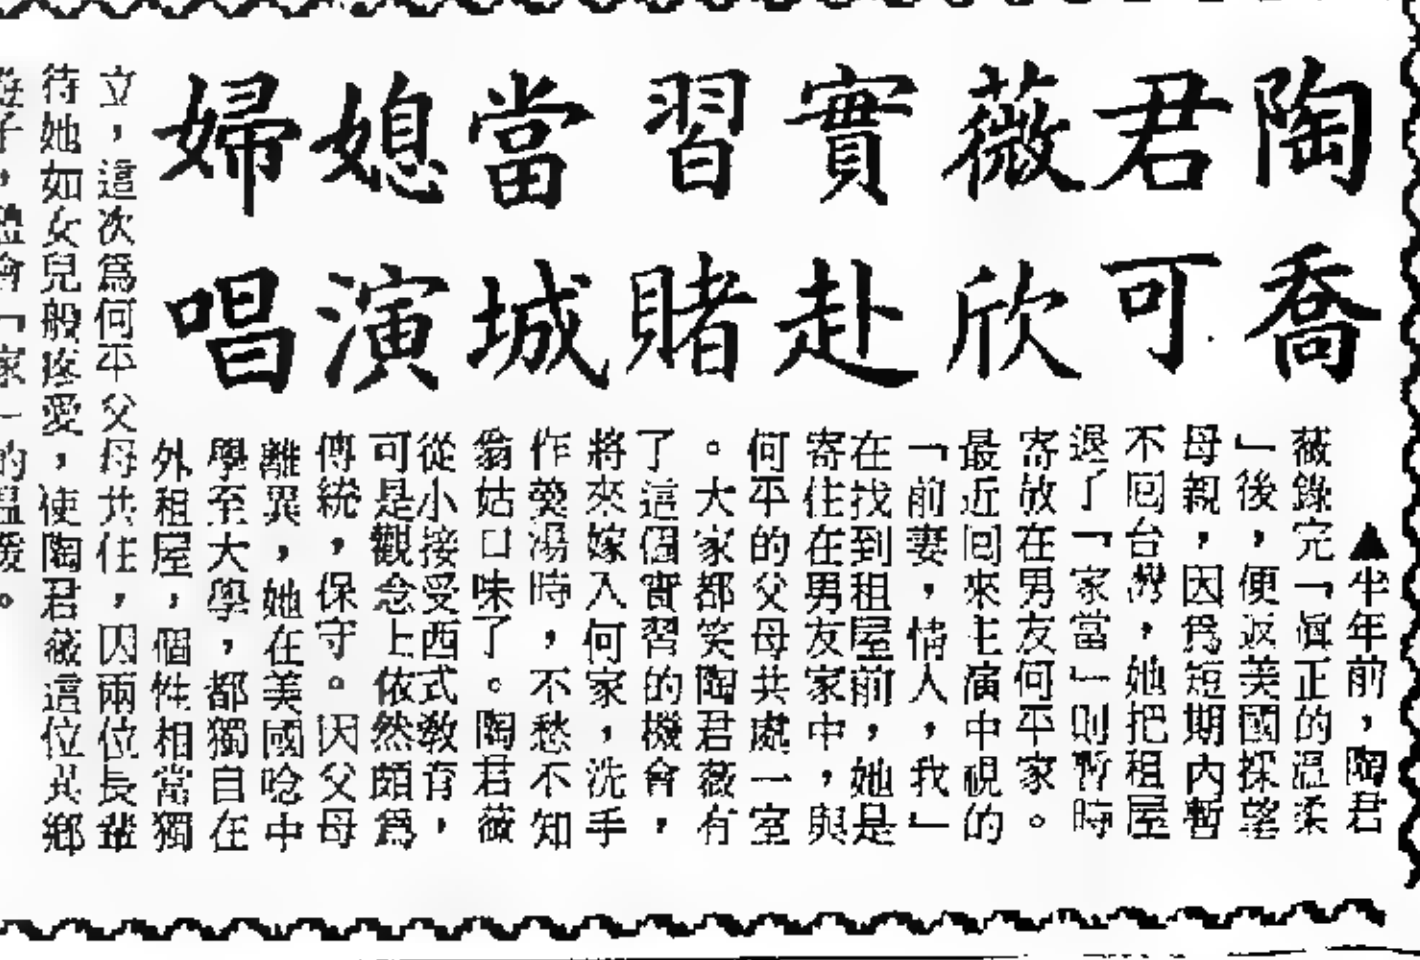 陶君薇實習當媳婦
喬可欣赴賭城演唱
▲半年前，陶君
薇錄完「眞正的溫柔
」後，便返美國探望
母親，因爲短期內暫
不回台灣，她把租屋
退了「家當」則暫時
寄放在男友何平家。
最近回來主演中視的
「前妻，情人，我」
在找到租屋前，她是
寄住在男友家中，與
何平的父母共處一室
。大家都笑陶君薇有
了這個實習的機會，
將來嫁入何家，洗手
作羹湯時，不愁不知
翁姑口味了。陶君薇
從小接受西式教育，
可是觀念上依然頗爲
傳統，保守。因父母
離異，她在美國唸中
學至大學，都獨自在
外租屋，個性相當獨
立，這次爲何平父母共住，因兩位長輩
待她如女兒般疼愛，使陶君薇這位異鄉
遊子，體會「家」的溫暖。